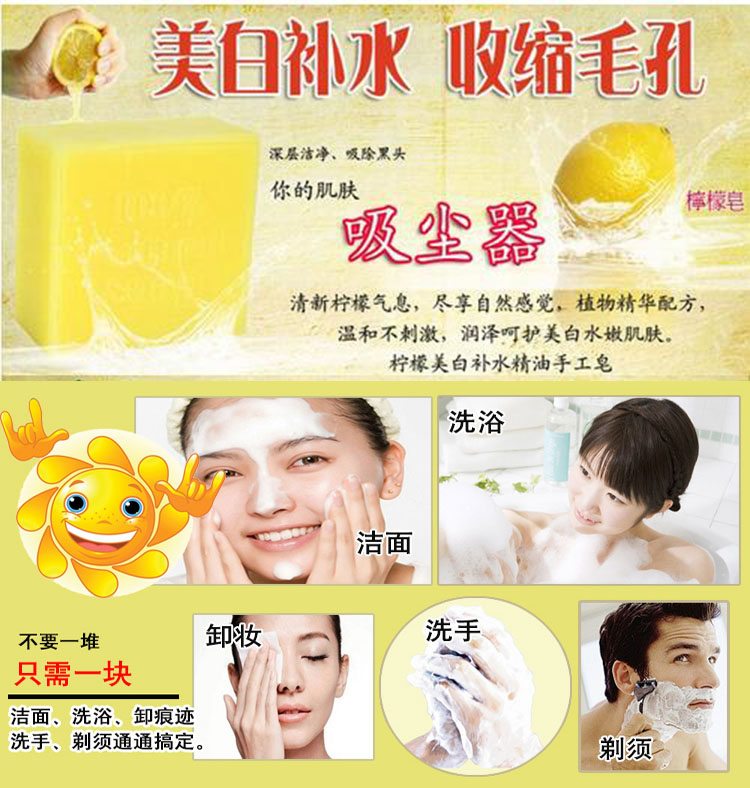 美白补水 收缩毛孔
深层洁净、吸除黑头
你的肌肤
吸尘器
檸檬皂
清新柠檬气息，尽享自然感觉，植物精华配方，
温和不刺激，润泽呵护美白水嫩肌肤。
柠檬美白补水精油手工皂
洁面
洗浴
不要一堆
只需一块
洁面、洗浴、卸痕迹
洗手、剃须通通搞定。
卸妆
洗手
剃须